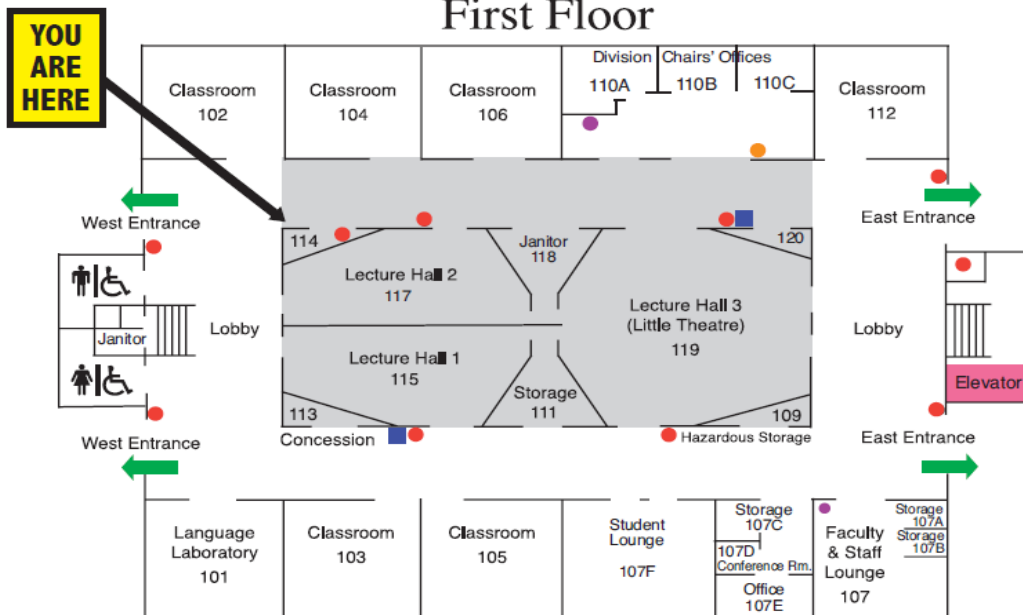 First Floor
YOU
ARE
HERE
Classroom
102
Classroom
104
Classroom
106
Division Chairs' Offices
110A
110B
110C
Classroom
112
West Entrance
East Entrance
114
Janitor
118
120
Lecture Hall 2
117
Lecture Hall 3
(Little Theatre)
119
Janitor
Lobby
Lobby
Lecture Hall 1
115
Elevator
Storage
111
113
109
Concession
Hazardous Storage
West Entrance
East Entrance
Language
Laboratory
101
Classroom
103
Classroom
105
Student
Lounge
107F
Storage
107C
107D
Conference Rm.
Office
107E
Faculty
& Staff
Lounge
107
Storage
107A
Storage
107B